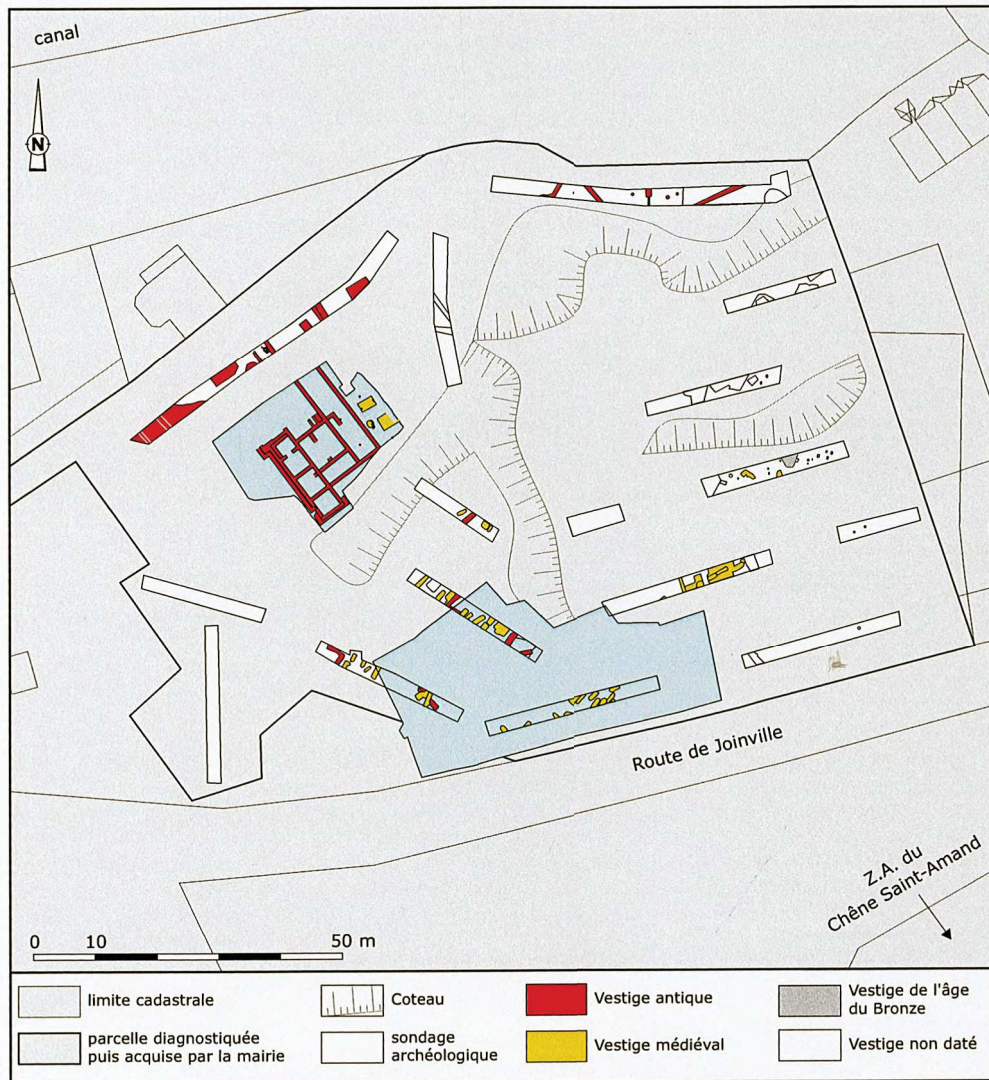 canal
N
Route de Joinville
Z.A. du
Chêne Saint-Amand
0 10 50 m
limite cadastrale
parcelle diagnostiquée
puis acquise par la mairie
Coteau
sondage
archéologique
Vestige antique
Vestige médiéval
Vestige de l'âge
du Bronze
Vestige non daté